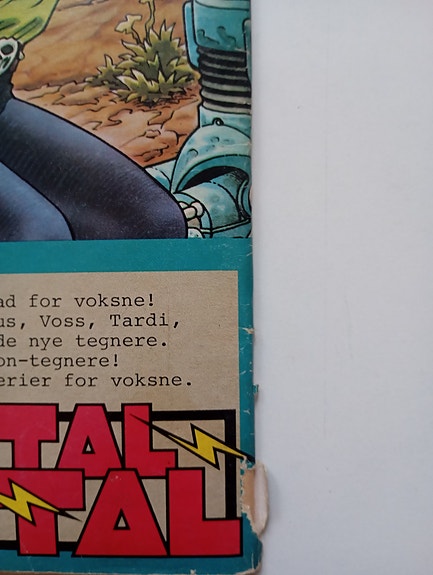 ad for voksne!
us, Voss, Tardi,
de nye tegnere.
on-tegnere!
erier for voksne.
TAL
TAL